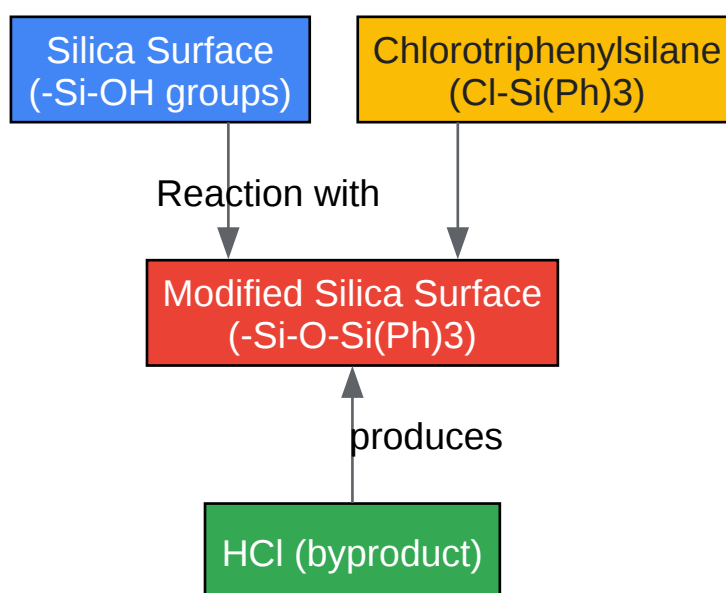 Silica Surface
(-Si-OH groups)
Chlorotriphenylsilane
(Cl-Si(Ph)3)
Reaction with
Modified Silica Surface
(-Si-O-Si(Ph)3)
produces
HCl (byproduct)